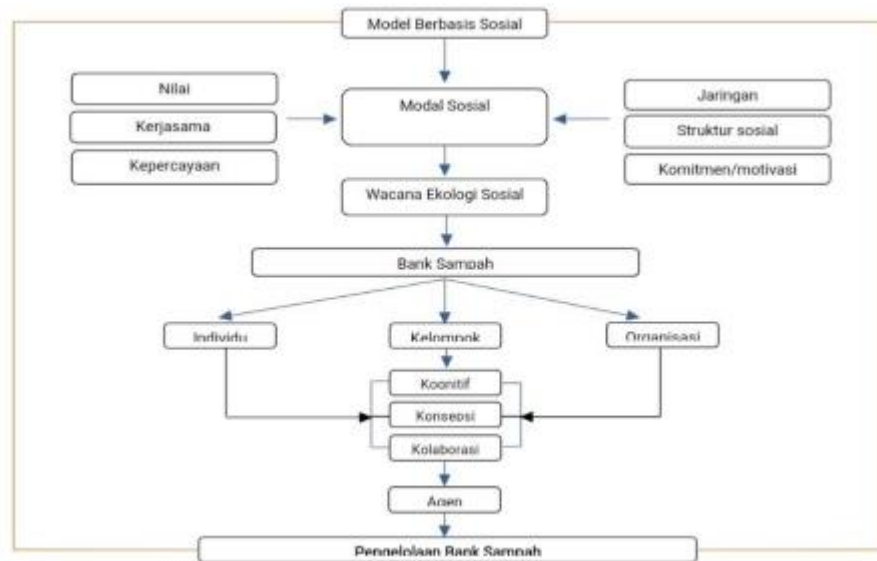 Model Berbasis Sosial
Nilai
Kerjasama
Kepercayaan
Modal Sosial
Jaringan
Struktur sosial
Komitmen/motivasi
Wacana Ekologi Sosial
Bank Sampah
Individu
Kelompok
Organisasi
Kognitif
Konsepsi
Kolaborasi
Agen
Pengelolaan Bank Sampah